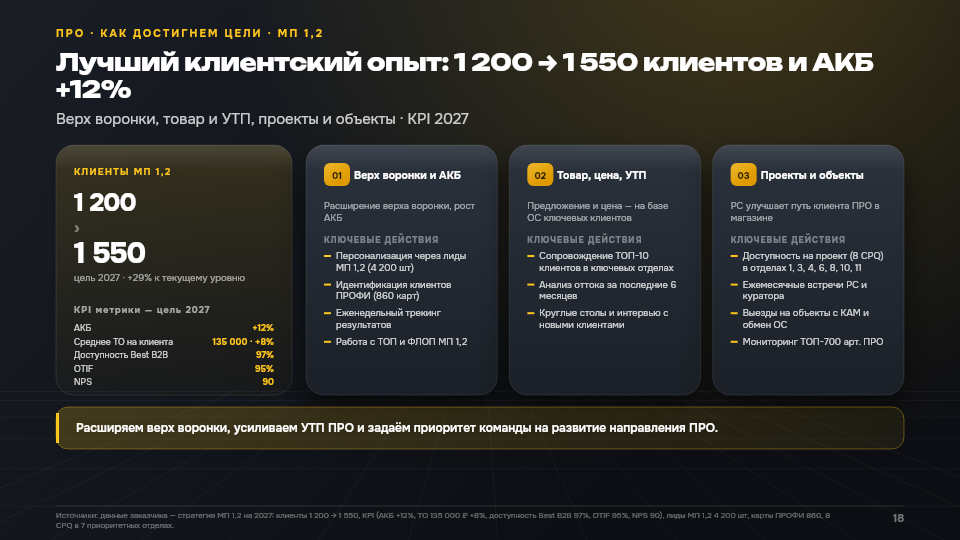 ПРО · КАК ДОСТИГНЕМ ЦЕЛИ · МП 1,2
Лучший клиентский опыт: 1 200 → 1 550 клиентов и АКБ
+12%
Верх воронки, товар и УТП, проекты и объекты · KPI 2027
КЛИЕНТЫ МП 1,2
1 200
›
1 550
цель 2027 · +29% к текущему уровню
KPI метрики — цель 2027
АКБ +12%
Среднее ТО на клиента 135 000 · +8%
Доступность Best B2B 97%
OTIF 95%
NPS 90
01 Верх воронки и АКБ
Расширение верха воронки, рост
АКБ
КЛЮЧЕВЫЕ ДЕЙСТВИЯ
Персонализация через лиды
МП 1,2 (4 200 шт)
Идентификация клиентов
ПРОФИ (860 карт)
Еженедельный трекинг
результатов
Работа с ТОП и ФЛОП МП 1,2
02 Товар, цена, УТП
Предложение и цена — на базе
ОС ключевых клиентов
КЛЮЧЕВЫЕ ДЕЙСТВИЯ
Сопровождение ТОП-10
клиентов в ключевых отделах
Анализ оттока за последние 6
месяцев
Круглые столы и интервью с
новыми клиентами
03 Проекты и объекты
РС улучшает путь клиента ПРО в
магазине
КЛЮЧЕВЫЕ ДЕЙСТВИЯ
Доступность на проект (8 CPQ)
в отделах 1, 3, 4, 6, 8, 10, 11
Ежемесячные встречи РС и
куратора
Выезды на объекты с КАМ и
обмен ОС
Мониторинг ТОП-700 арт. ПРО
Расширяем верх воронки, усиливаем УТП ПРО и задаём приоритет команды на развитие направления ПРО.
Источники: данные заказчика — стратегия МП 1,2 на 2027: клиенты 1 200 → 1 550, KPI (АКБ +12%, ТО 135 000 ₽ +8%, доступность Best B2B 97%, OTIF 95%, NPS 90), лиды МП 1,2 4 200 шт, карты ПРОФИ 860, 8
CPQ в 7 приоритетных отделах.
18